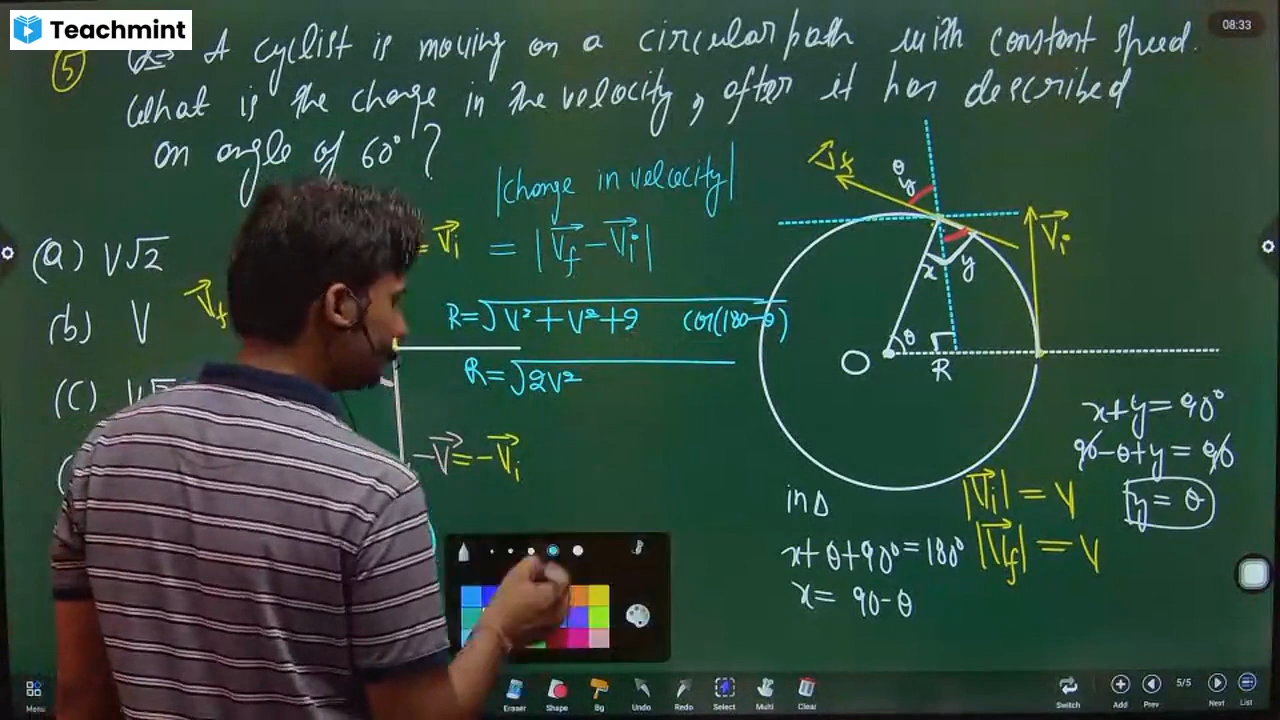 Teachmint
08:33
(5) Q→ A cyclist is moving on a circular path with constant speed.
What is the change in the velocity, after it has described
an angle of 60° ?
|change in velocity|
= |V⃗f - V⃗i|
= V⃗i
(a) V√2
(b) V
(c)
V⃗f
R = √V² + V² + 2 cos(180-θ)
R = √2V²
-V⃗ = -V⃗i
θ
y
V⃗i
x
y
O
θ
R
x+y = 90°
90-θ+y = 90
y = θ
|V⃗i| = V
|V⃗f| = V
in Δ
x+θ+90° = 180°
x = 90-θ
Menu
Eraser
Shape
Bg
Undo
Redo
Select
Multi
Clear
Switch
Add
Prev
5/5
Next
List